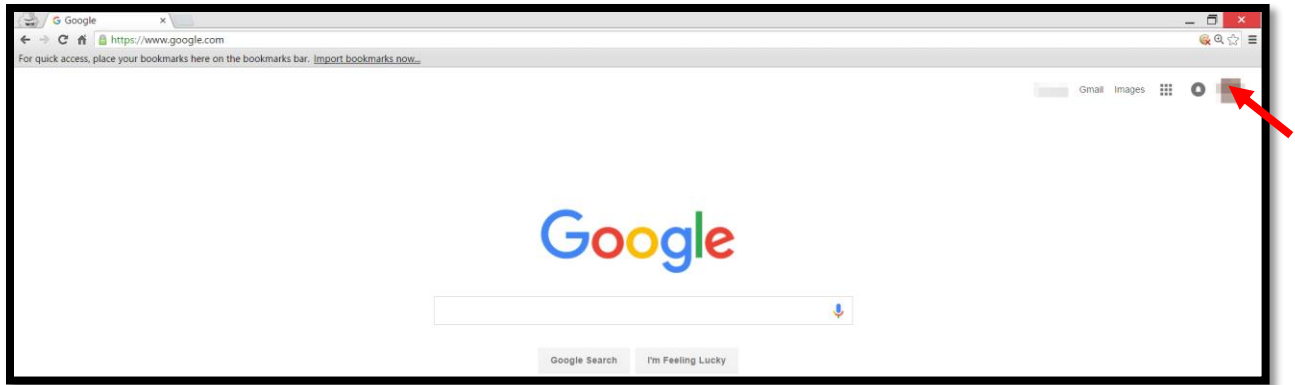 Google
https://www.google.com
For quick access, place your bookmarks here on the bookmarks bar. Import bookmarks now...
Gmail Images
Google
Google Search I'm Feeling Lucky